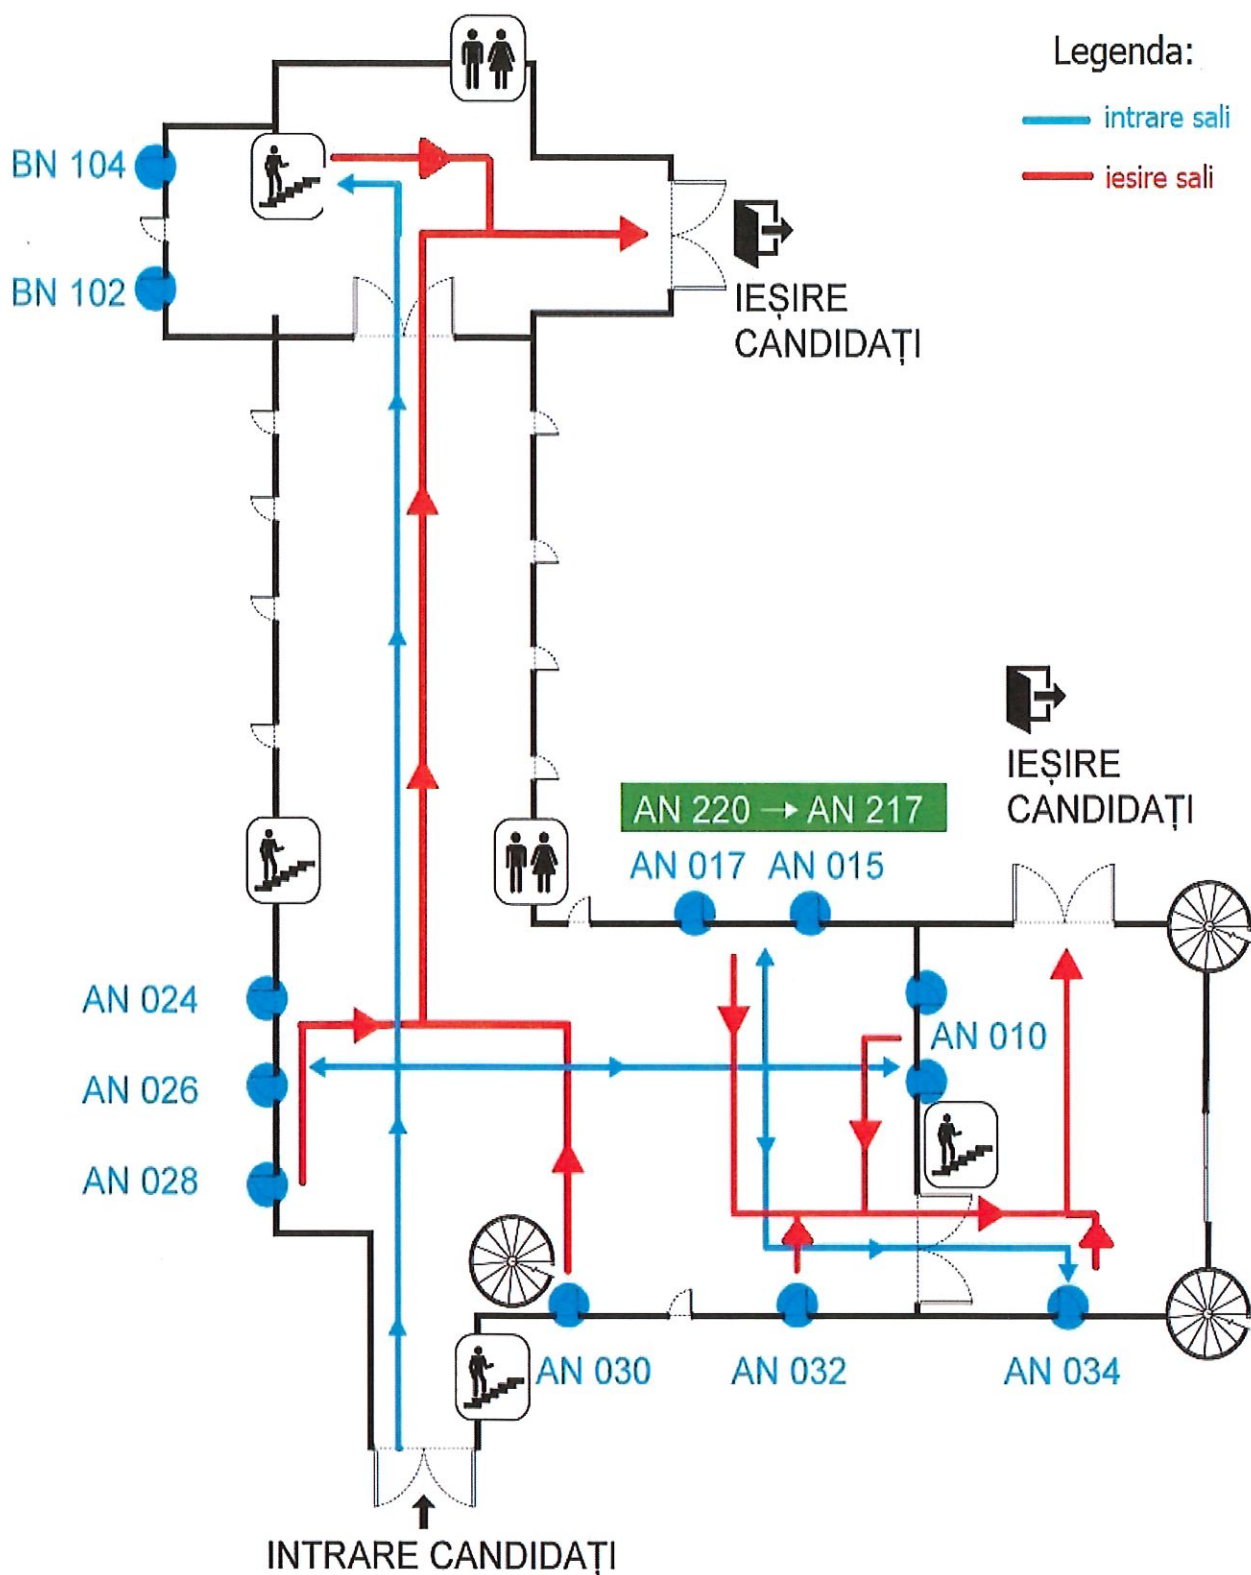 Legenda:
intrare sali
iesire sali
BN 104
BN 102
IEȘIRE
CANDIDAȚI
IEȘIRE
CANDIDAȚI
AN 220 → AN 217
AN 017
AN 015
AN 024
AN 010
AN 026
AN 028
AN 030
AN 032
AN 034
INTRARE CANDIDAȚI